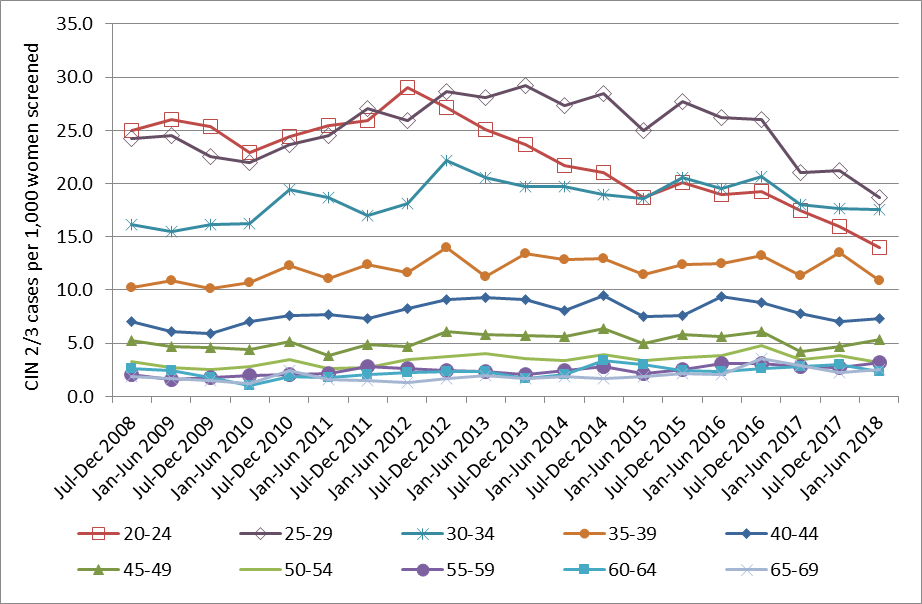 CIN 2/3 cases per 1,000 women screened
35.0
30.0
25.0
20.0
15.0
10.0
5.0
0.0
Jul-Dec 2008
Jan-Jun 2009
Jul-Dec 2009
Jan-Jun 2010
Jul-Dec 2010
Jan-Jun 2011
Jul-Dec 2011
Jan-Jun 2012
Jul-Dec 2012
Jan-Jun 2013
Jul-Dec 2013
Jan-Jun 2014
Jul-Dec 2014
Jan-Jun 2015
Jul-Dec 2015
Jan-Jun 2016
Jul-Dec 2016
Jan-Jun 2017
Jul-Dec 2017
Jan-Jun 2018
20-24 25-29 30-34 35-39 40-44
45-49 50-54 55-59 60-64 65-69